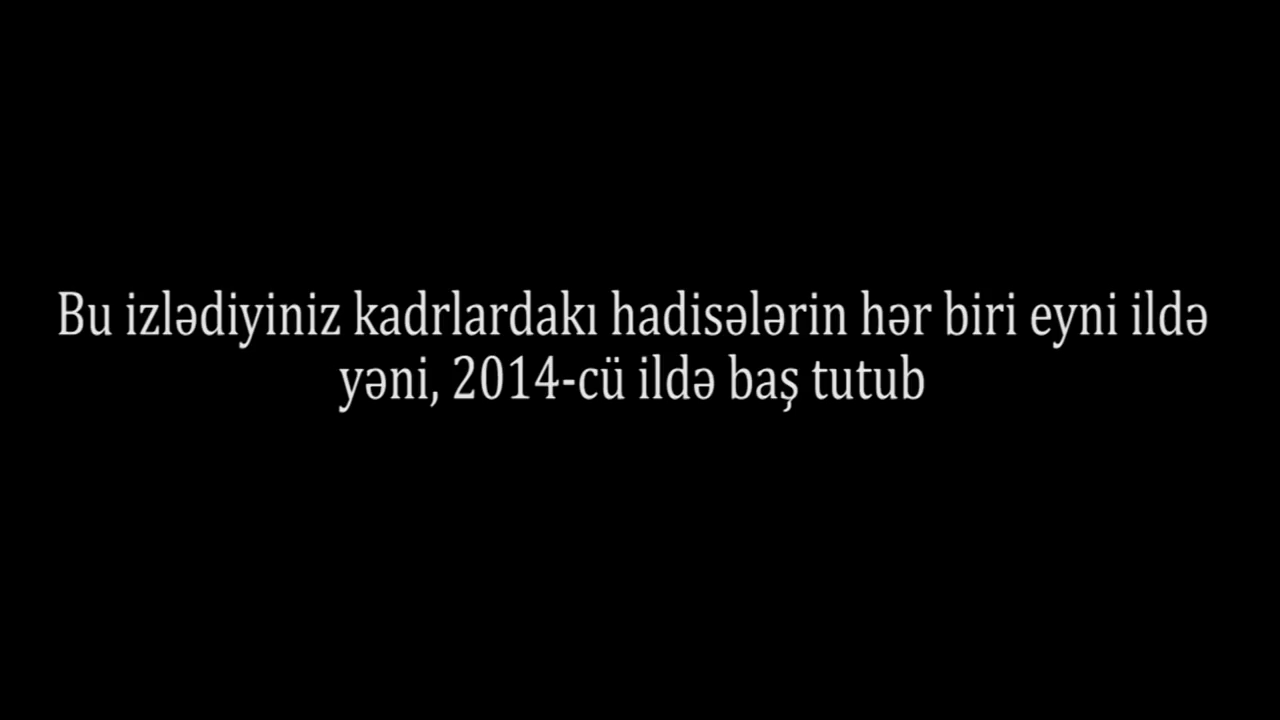 Bu izlədiyiniz kadrlardakı hadisələrin hər biri eyni ildə
yəni, 2014-cü ildə baş tutub